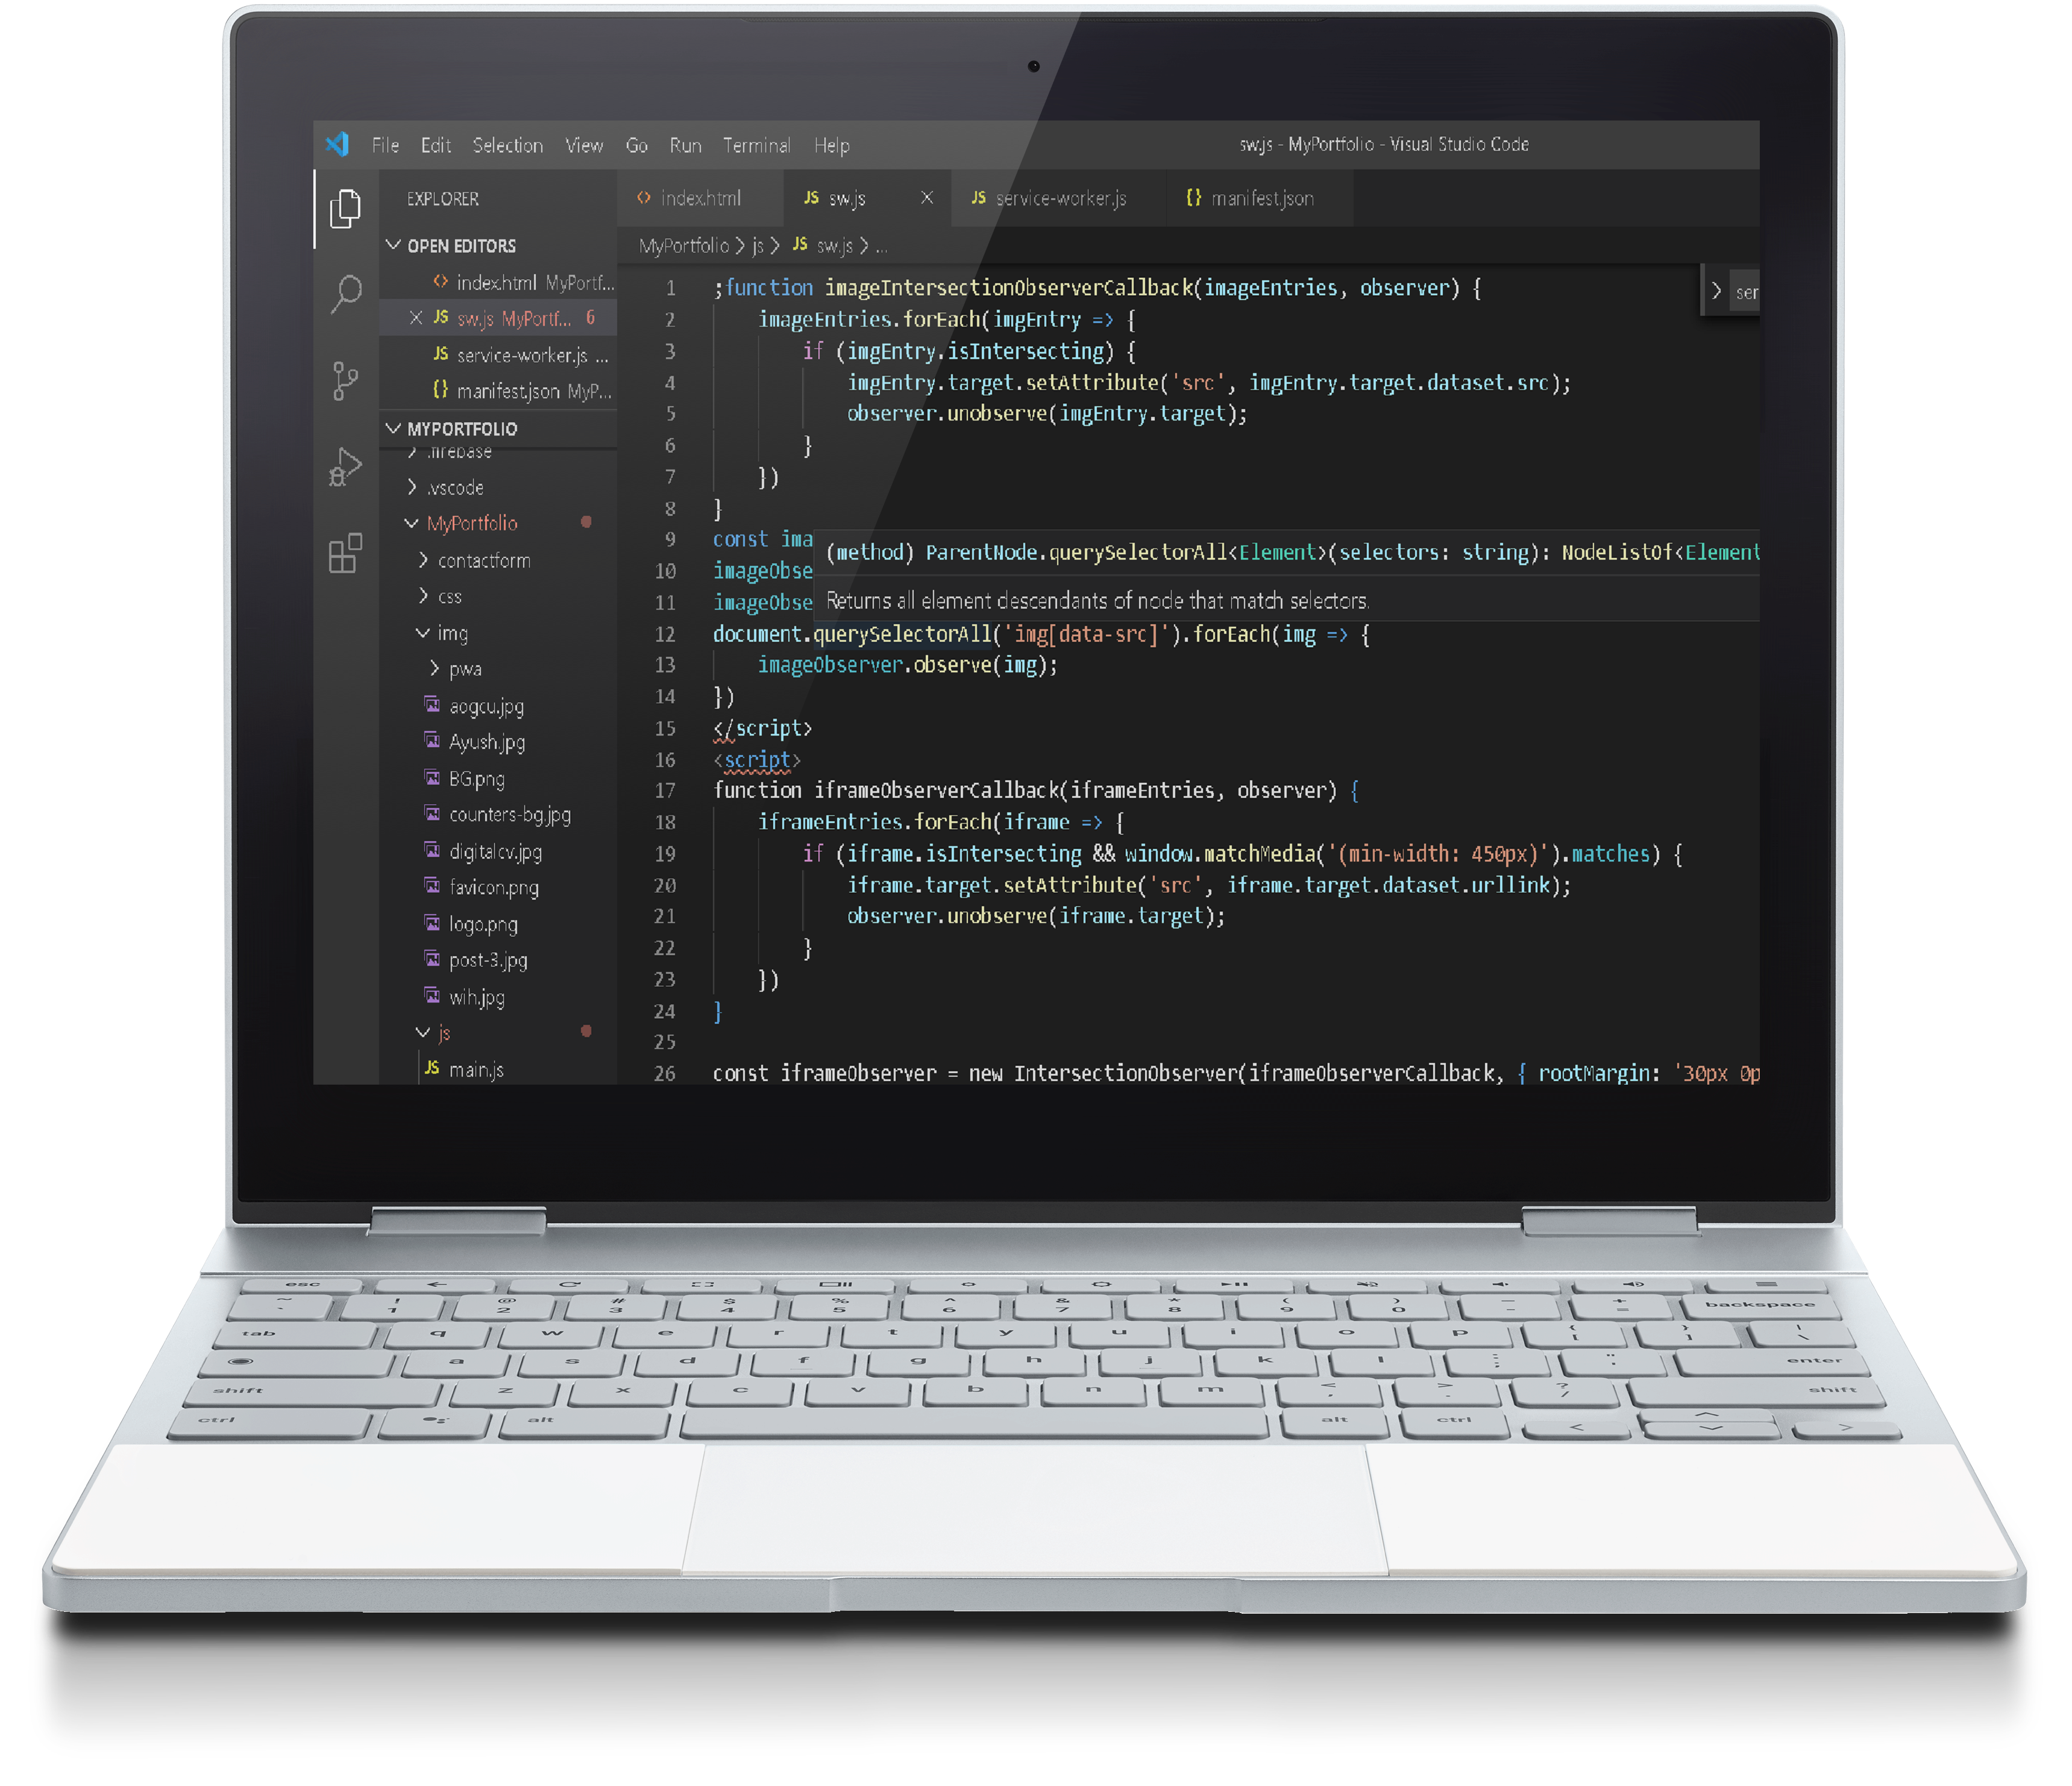 File Edit Selection View Go Run Terminal Help
sw.js - MyPortfolio - Visual Studio Code
EXPLORER
OPEN EDITORS
index.html MyPortf...
JS sw.js MyPortf... 6
JS service-worker.js ...
{} manifest.json MyP...
MYPORTFOLIO
.firebase
.vscode
MyPortfolio
contactform
css
img
pwa
aogcu.jpg
Ayush.jpg
BG.png
counters-bg.jpg
digitalcv.jpg
favicon.png
logo.png
post-3.jpg
wih.jpg
js
JS main.js
<> index.html JS sw.js JS service-worker.js {} manifest.json
MyPortfolio > js > JS sw.js > ...
> ser
1 ;function imageIntersectionObserverCallback(imageEntries, observer) {
2 imageEntries.forEach(imgEntry => {
3 if (imgEntry.isIntersecting) {
4 imgEntry.target.setAttribute('src', imgEntry.target.dataset.src);
5 observer.unobserve(imgEntry.target);
6 }
7 })
8 }
9 const ima
(method) ParentNode.querySelectorAll<Element>(selectors: string): NodeListOf<Element
10 imageObse
11 imageObse
Returns all element descendants of node that match selectors.
12 document.querySelectorAll('img[data-src]').forEach(img => {
13 imageObserver.observe(img);
14 })
15 </script>
16 <script>
17 function iframeObserverCallback(iframeEntries, observer) {
18 iframeEntries.forEach(iframe => {
19 if (iframe.isIntersecting && window.matchMedia('(min-width: 450px)').matches) {
20 iframe.target.setAttribute('src', iframe.target.dataset.urllink);
21 observer.unobserve(iframe.target);
22 }
23 })
24 }
25
26 const iframeObserver = new IntersectionObserver(iframeObserverCallback, { rootMargin: '30px 0p
esc
~ ` ! 1 @ 2 # 3 $ 4 % 5 ^ 6 & 7 * 8 ( 9 ) 0 - + = backspace
tab q w e r t y u i o p { [ } ] | \
a s d f g h j k l : ; enter
shift z x c v b n m < , > . ? / shift
ctrl alt alt ctrl < >